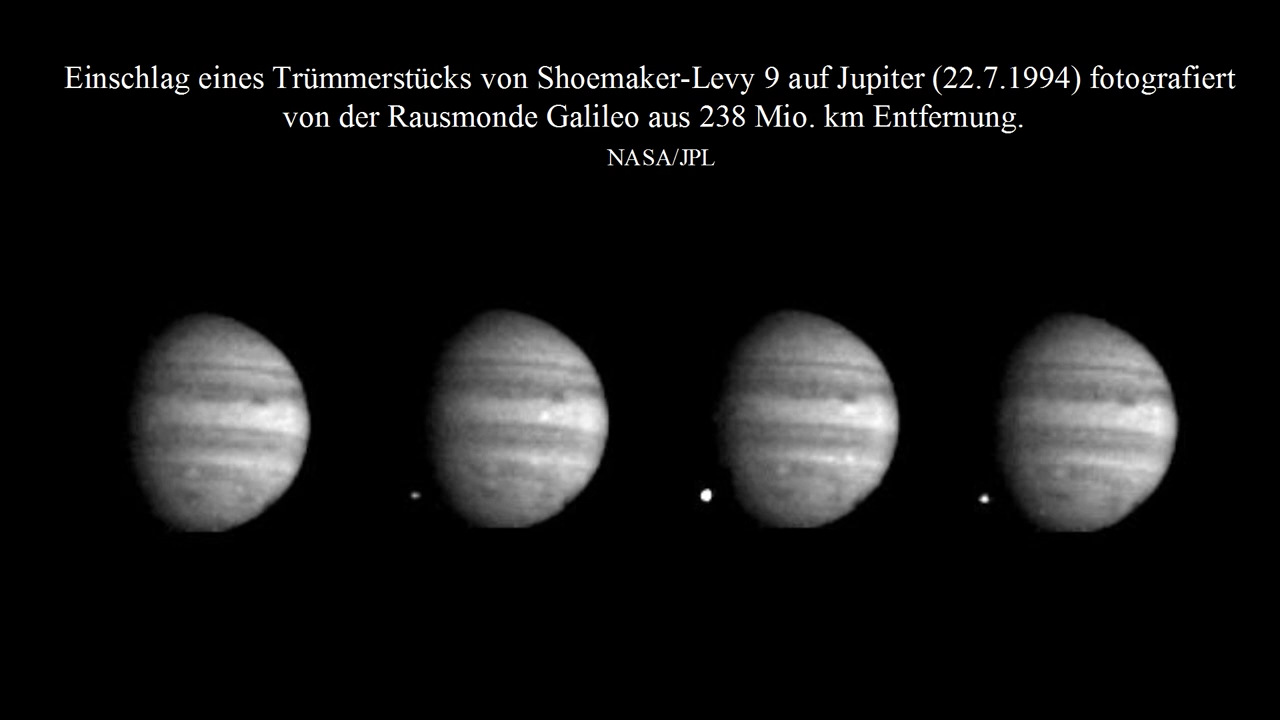 Einschlag eines Trümmerstücks von Shoemaker-Levy 9 auf Jupiter (22.7.1994) fotografiert
von der Rausmonde Galileo aus 238 Mio. km Entfernung.
NASA/JPL